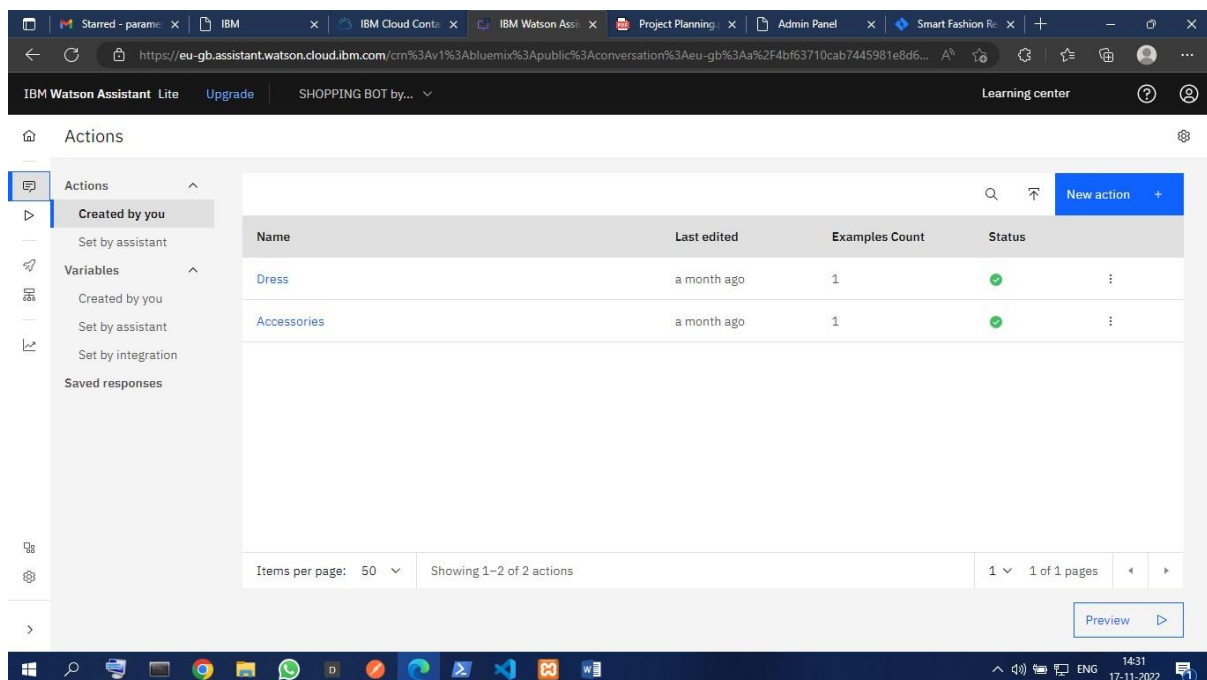 Starred - parame IBM IBM Cloud Conta IBM Watson Assi Project Planning. Admin Panel Smart Fashion Re
https://eu-gb.assistant.watson.cloud.ibm.com/crn%3Av1%3Abluemix%3Apublic%3Aconversation%3Aeu-gb%3Aa%2F4bf63710cab7445981e8d6...
IBM Watson Assistant Lite Upgrade SHOPPING BOT by... Learning center
Actions
Actions
Created by you
Set by assistant
Variables
Created by you
Set by assistant
Set by integration
Saved responses
New action +
Name Last edited Examples Count Status
Dress a month ago 1
Accessories a month ago 1
Items per page: 50 Showing 1–2 of 2 actions 1 1 of 1 pages
Preview
ENG 14:31
17-11-2022